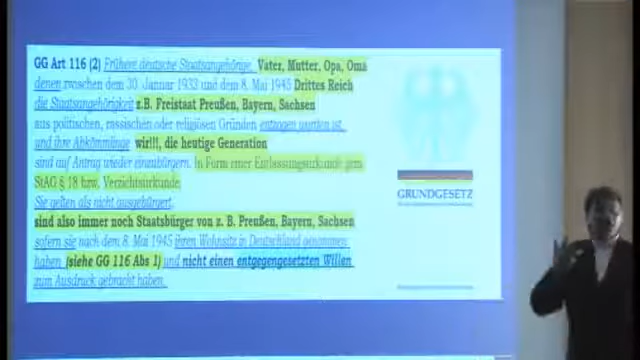 GG Art 116 (2) Frühere deutsche Staatsangehörige, Vater, Mutter, Opa, Oma
denen zwischen dem 30. Januar 1933 und dem 8. Mai 1945 Drittes Reich
die Staatsangehörigkeit z.B. Freistaat Preußen, Bayern, Sachsen
aus politischen, rassischen oder religiösen Gründen entzogen worden ist,
und ihre Abkömmlinge wir!!!, die heutige Generation
sind auf Antrag wieder einzubürgern. In Form einer Entlassungsurkunde gem.
StAG § 18 bzw. Verzichtsurkunde
Sie gelten als nicht ausgebürgert,
sind also immer noch Staatsbürger von z. B. Preußen, Bayern, Sachsen
sofern sie nach dem 8. Mai 1945 ihren Wohnsitz in Deutschland genommen
haben (siehe GG 116 Abs 1) und nicht einen entgegengesetzten Willen
zum Ausdruck gebracht haben.
GRUNDGESETZ